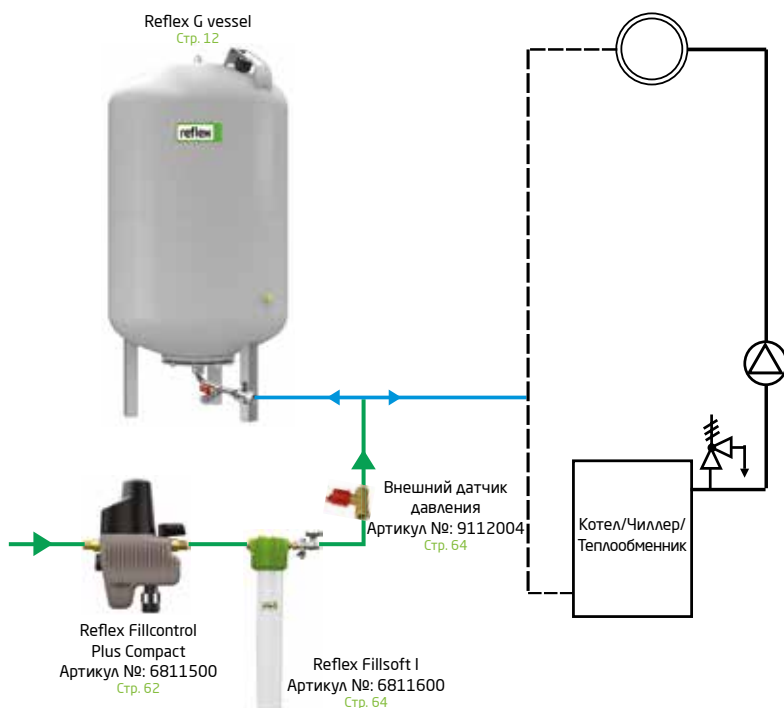 Reflex G vessel
Стр. 12
reflex
Внешний датчик
давления
Артикул №: 9112004
Стр. 64
Котел/Чиллер/
Теплообменник
Reflex Fillcontrol
Plus Compact
Артикул №: 6811500
Стр. 62
Reflex Fillsoft I
Артикул №: 6811600
Стр. 64